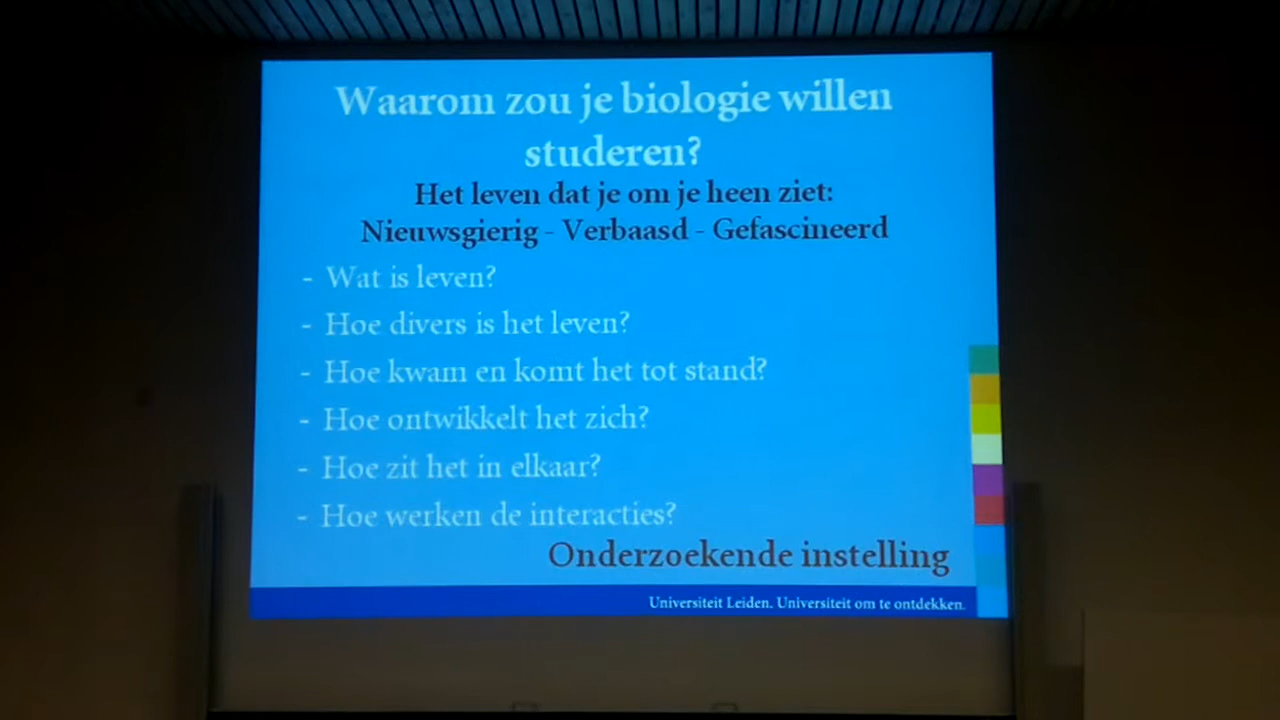 Waarom zou je biologie willen
studeren?
Het leven dat je om je heen ziet:
Nieuwsgierig - Verbaasd - Gefascineerd
- Wat is leven?
- Hoe divers is het leven?
- Hoe kwam en komt het tot stand?
- Hoe ontwikkelt het zich?
- Hoe zit het in elkaar?
- Hoe werken de interacties?
Onderzoekende instelling
Universiteit Leiden. Universiteit om te ontdekken.